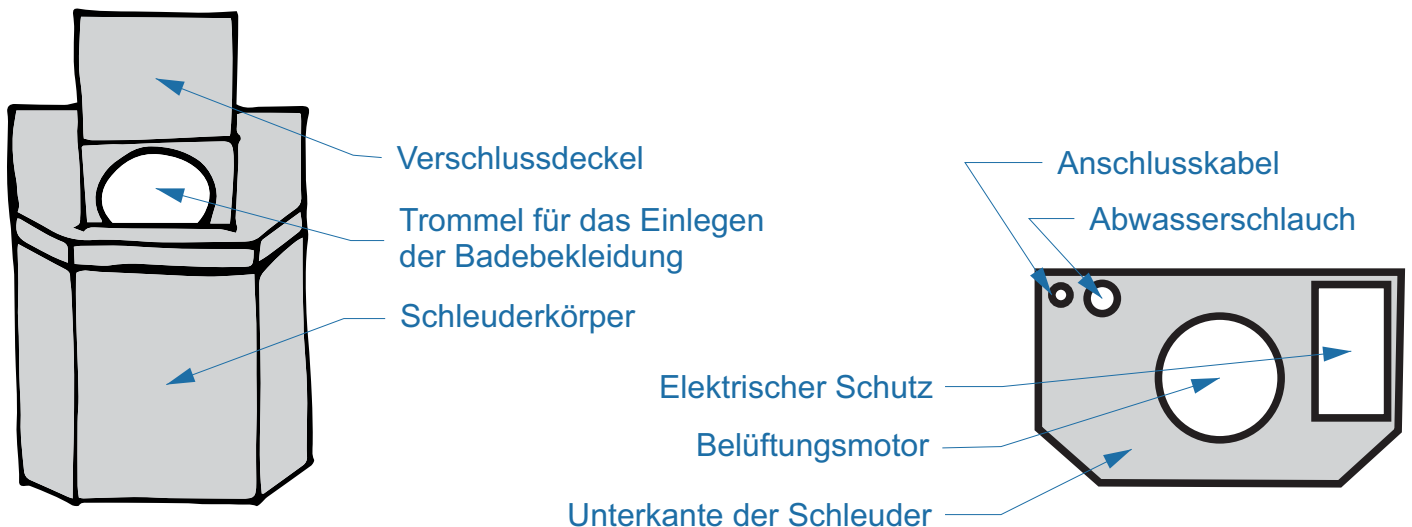 Verschlussdeckel
Trommel für das Einlegen
der Badebekleidung
Schleuderkörper
Anschlusskabel
Abwasserschlauch
Elektrischer Schutz
Belüftungsmotor
Unterkante der Schleuder